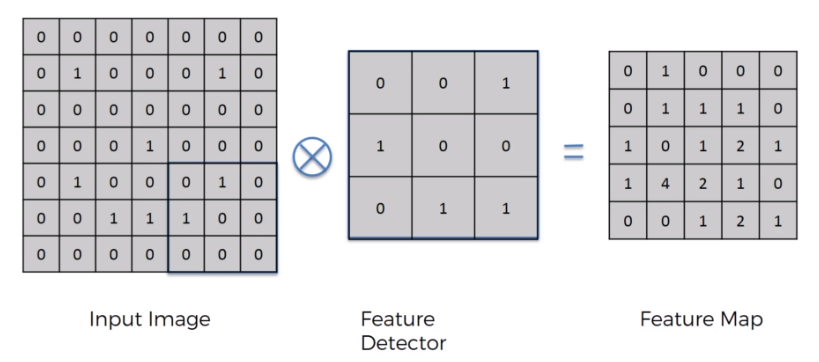 0 0 0 0 0 0 0
0 1 0 0 0 1 0
0 0 0 0 0 0 0
0 0 0 1 0 0 0
0 1 0 0 0 1 0
0 0 1 1 1 0 0
0 0 0 0 0 0 0
Input Image
⊗
0 0 1
1 0 0
0 1 1
Feature
Detector
=
0 1 0 0 0
0 1 1 1 0
1 0 1 2 1
1 4 2 1 0
0 0 1 2 1
Feature Map